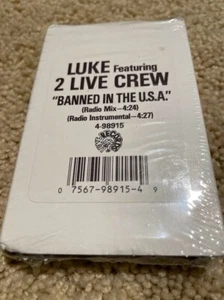 LUKE Featuring
2 LIVE CREW
"BANNED IN THE U.S.A."
(Radio Mix—4:24)
(Radio Instrumental—4:27)
4-98915
0 7567-98915-4 9